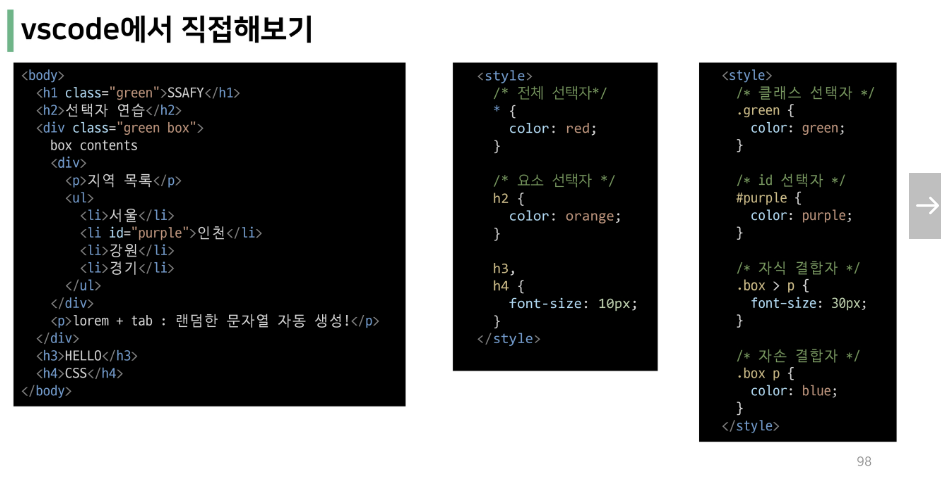 vscode에서 직접해보기
<body>
<h1 class="green">SSAFY</h1>
<h2>선택자 연습</h2>
<div class="green box">
box contents
<div>
<p>지역 목록</p>
<ul>
<li>서울</li>
<li id="purple">인천</li>
<li>강원</li>
<li>경기</li>
</ul>
</div>
<p>lorem + tab : 랜덤한 문자열 자동 생성!</p>
</div>
<h3>HELLO</h3>
<h4>CSS</h4>
</body>
<style>
/* 전체 선택자*/
* {
color: red;
}
/* 요소 선택자 */
h2 {
color: orange;
}
h3,
h4 {
font-size: 10px;
}
</style>
<style>
/* 클래스 선택자 */
.green {
color: green;
}
/* id 선택자 */
#purple {
color: purple;
}
/* 자식 결합자 */
.box > p {
font-size: 30px;
}
/* 자손 결합자 */
.box p {
color: blue;
}
</style>
98